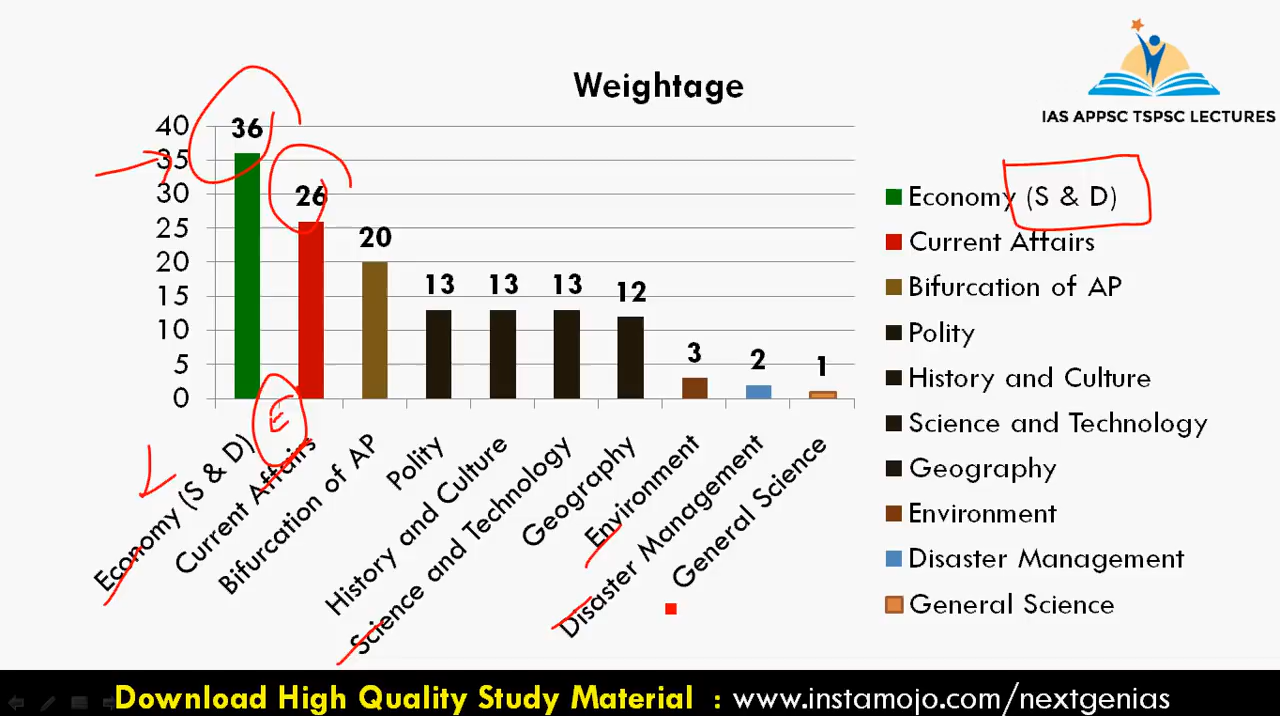 Weightage
IAS APPSC TSPSC LECTURES
40
35
30
25
20
15
10
5
0
36
26
20
13
13
13
12
3
2
1
E
Economy (S & D)
Current Affairs
Bifurcation of AP
Polity
History and Culture
Science and Technology
Geography
Environment
Disaster Management
General Science
Economy (S & D)
Current Affairs
Bifurcation of AP
Polity
History and Culture
Science and Technology
Geography
Environment
Disaster Management
General Science
Download High Quality Study Material : www.instamojo.com/nextgenias